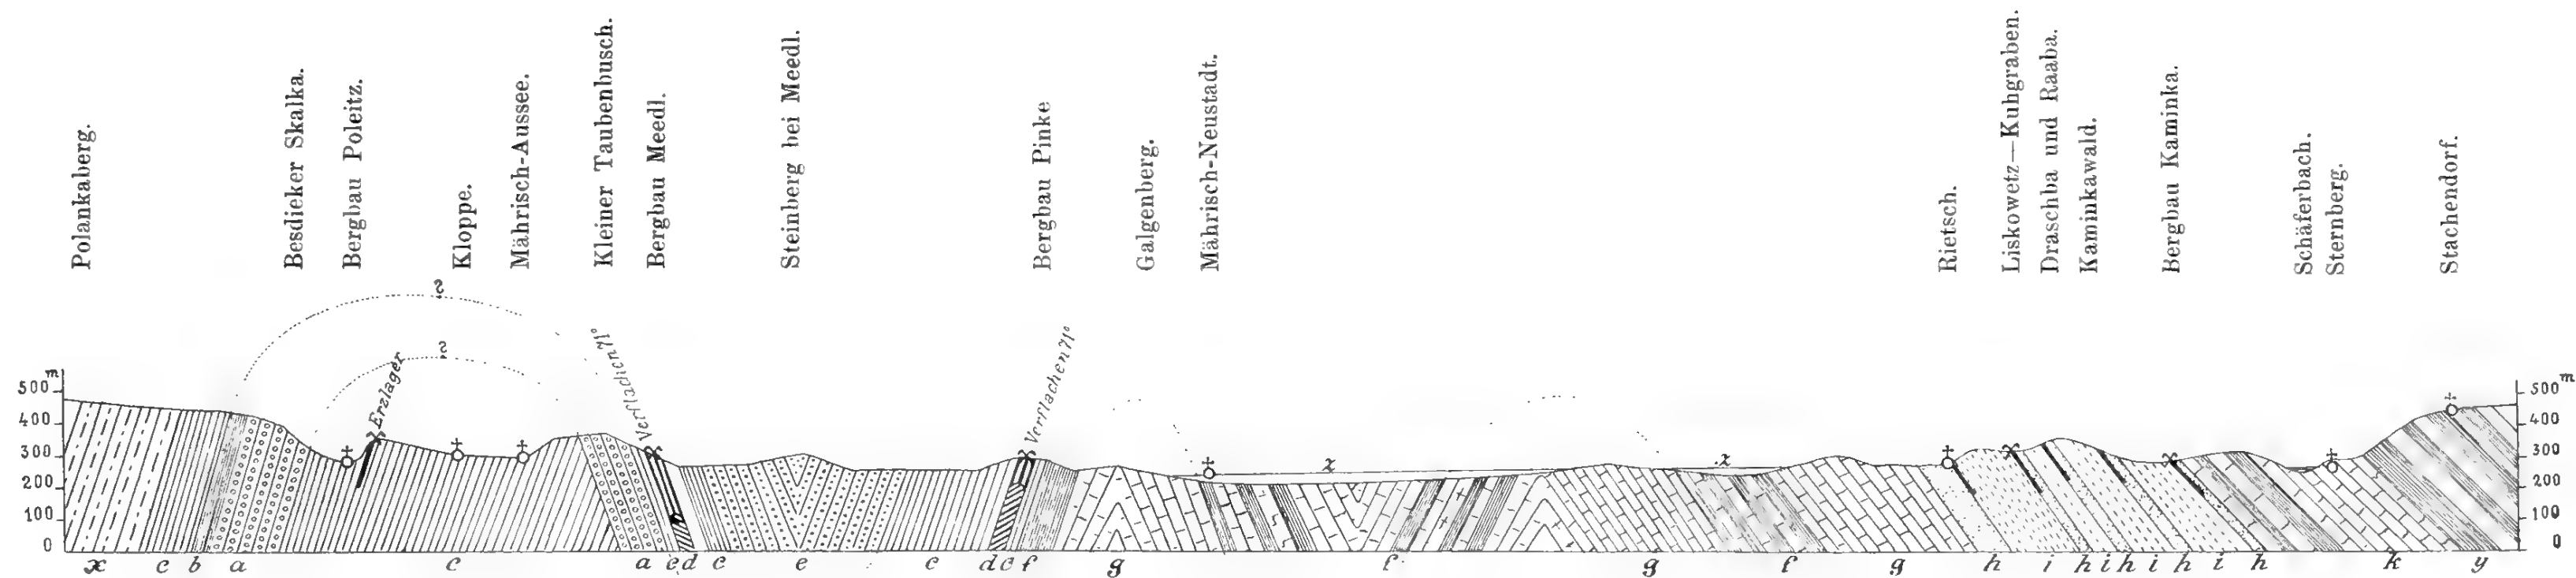 Polankaberg.
Besdieker Skalka.
Bergbau Poleitz.
Kloppe.
Mährisch-Aussee.
Kleiner Taubenbusch.
Bergbau Meedl.
Steinberg bei Meedl.
Bergbau Pinke
Galgenberg.
Mährisch-Neustadt.
Rietsch.
Liskowetz—Kuhgraben.
Draschba und Raaba.
Kaminkawald.
Bergbau Kaminka.
Schäferbach.
Sternberg.
Stachendorf.
?
?
Erzlager
Verflachen 71°
Verflachen 71°
500 m
400
300
200
100
0
x
x
500 m
400
300
200
100
0
x c b a c a e d c e c d c f g f g f g h i h i h i h i h k y